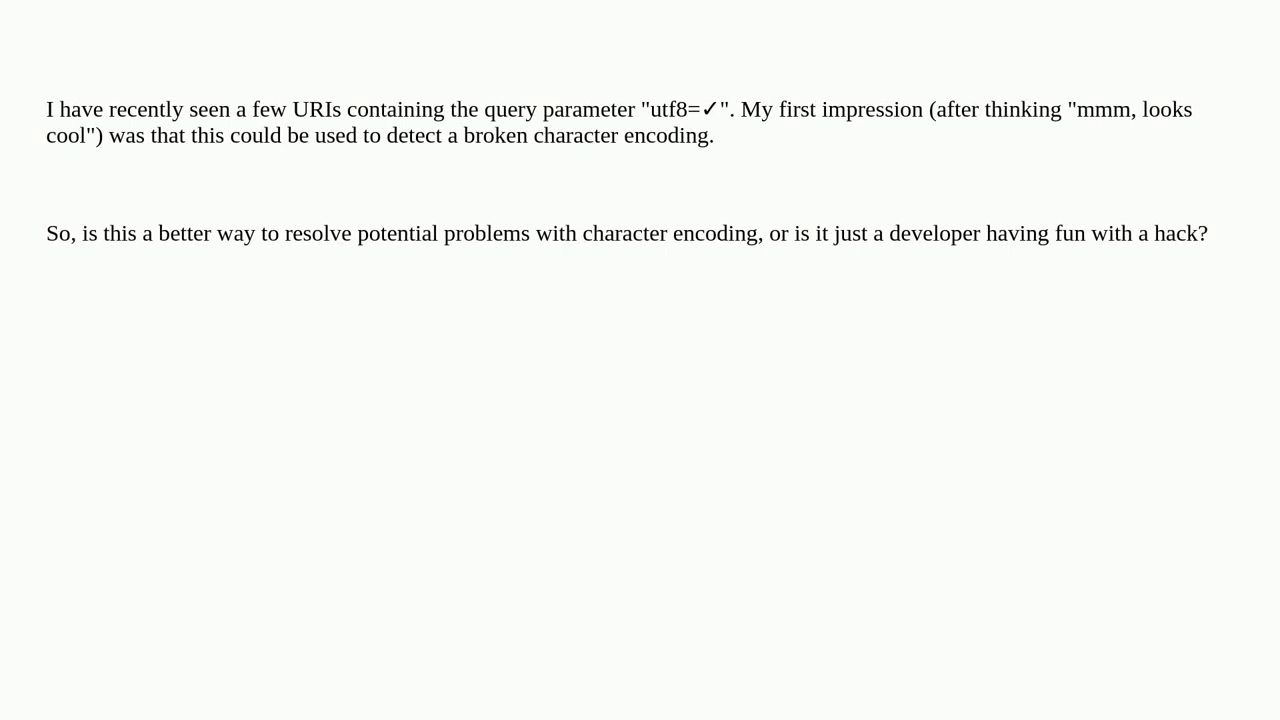 I have recently seen a few URIs containing the query parameter "utf8=✓". My first impression (after thinking "mmm, looks
cool") was that this could be used to detect a broken character encoding.
So, is this a better way to resolve potential problems with character encoding, or is it just a developer having fun with a hack?